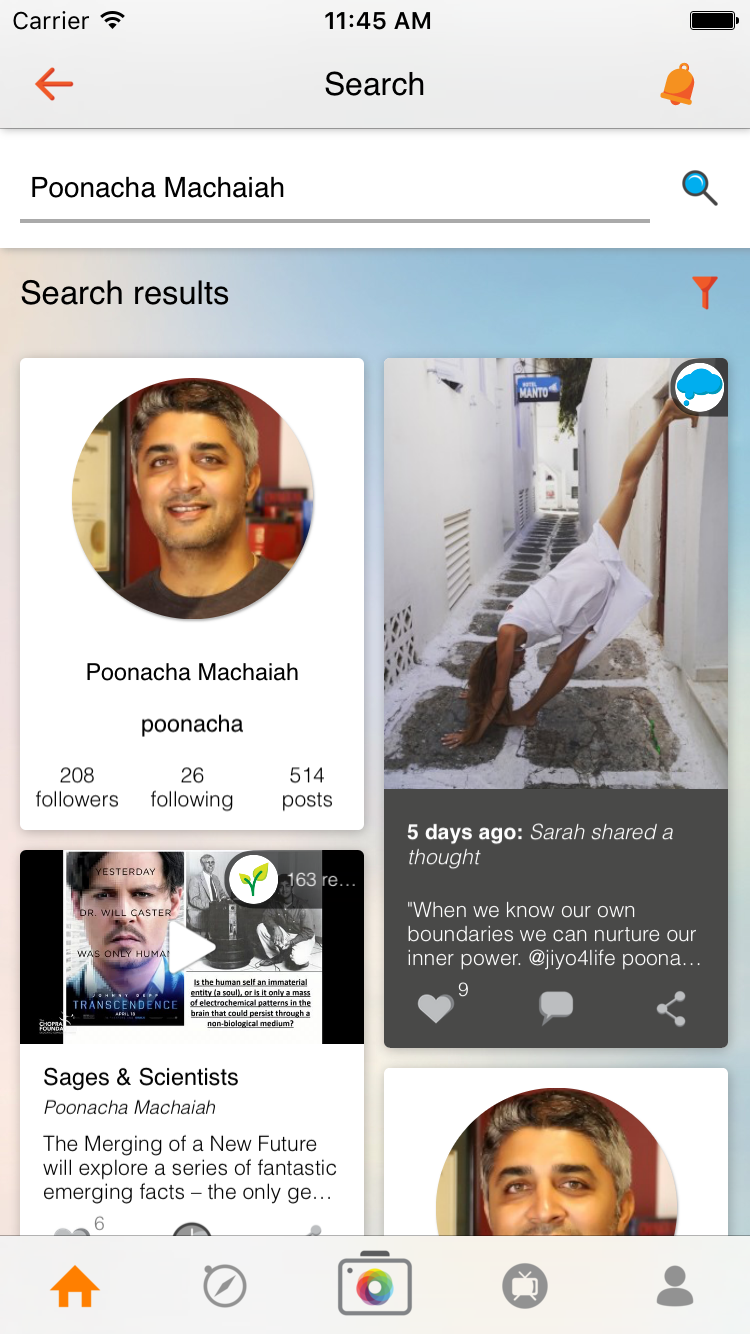 Carrier 11:45 AM
Search
Poonacha Machaiah
Search results
Poonacha Machaiah
poonacha
208 26 514
followers following posts
HOTEL
MANTO
5 days ago: Sarah shared a
thought
"When we know our own
boundaries we can nurture our
inner power. @jiyo4life poona…
9
163 re…
YESTERDAY
DR. WILL CASTER
WAS ONLY HUMAN
JOHNNY DEPP
TRANSCENDENCE
APRIL 18
Is the human self an immaterial
entity (a soul), or is it only a mass
of electrochemical patterns in the
brain that could persist through a
non-biological medium?
Sages & Scientists
Poonacha Machaiah
The Merging of a New Future
will explore a series of fantastic
emerging facts – the only ge…
6